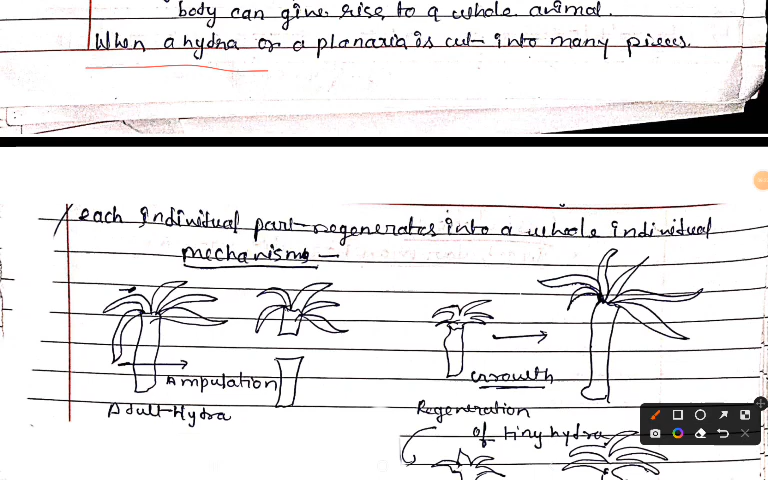 body can give rise to a whole animal.
When a hydra or a planaria is cut into many pieces.
each individual part regenerates into a whole individual
mechanisms –
Amputation
Growth
Adult Hydra
Regeneration
of tiny hydra